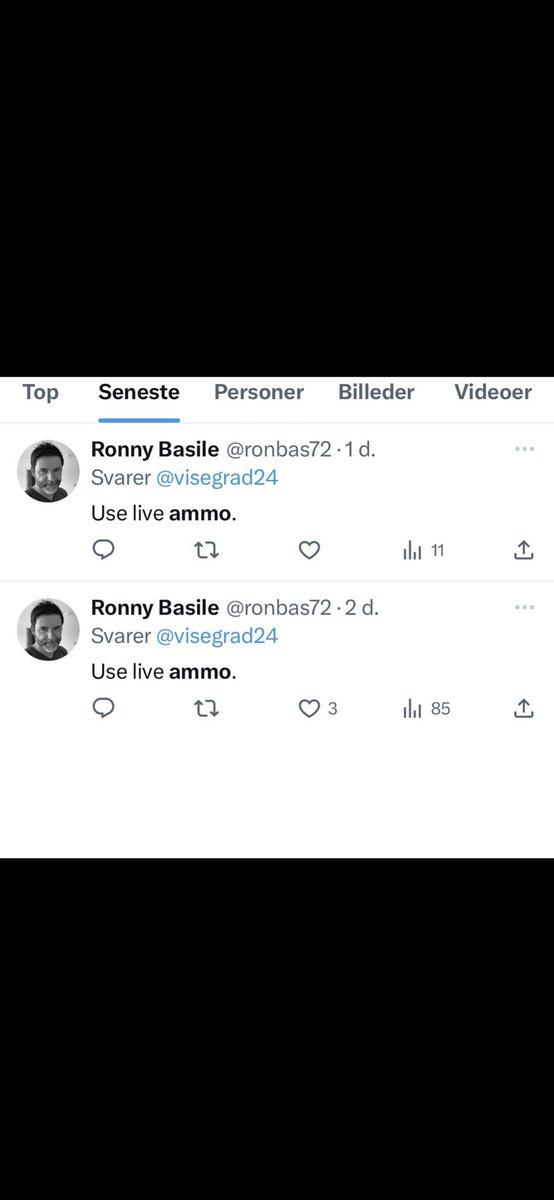 Top Seneste Personer Billeder Videoer
Ronny Basile @ronbas72 · 1 d.
Svarer @visegrad24
Use live ammo.
11
Ronny Basile @ronbas72 · 2 d.
Svarer @visegrad24
Use live ammo.
3 85